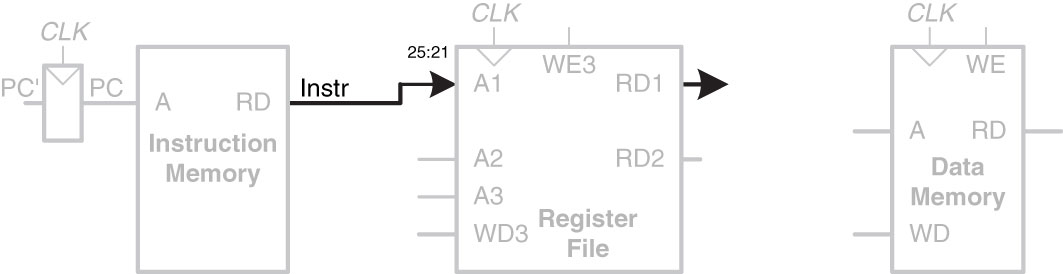 CLK
PC'
PC
A
RD
Instruction
Memory
Instr
25:21
CLK
WE3
A1
RD1
A2
RD2
A3
WD3
Register
File
CLK
WE
A
RD
Data
Memory
WD